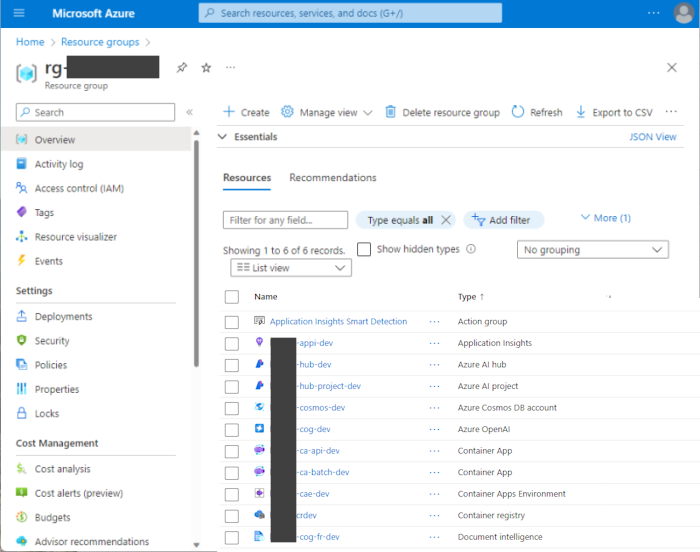 Microsoft Azure
Search resources, services, and docs (G+/)
Home > Resource groups >
rg-
Resource group
Search
Overview
Activity log
Access control (IAM)
Tags
Resource visualizer
Events
Settings
Deployments
Security
Policies
Properties
Locks
Cost Management
Cost analysis
Cost alerts (preview)
Budgets
Advisor recommendations
Create Manage view Delete resource group Refresh Export to CSV
Essentials JSON View
Resources Recommendations
Filter for any field... Type equals all Add filter More (1)
Showing 1 to 6 of 6 records. Show hidden types No grouping
List view
Name Type ↑
Application Insights Smart Detection ... Action group
-appi-dev ... Application Insights
-hub-dev ... Azure AI hub
-hub-project-dev ... Azure AI project
-cosmos-dev ... Azure Cosmos DB account
-cog-dev ... Azure OpenAI
-ca-api-dev ... Container App
-ca-batch-dev ... Container App
-cae-dev ... Container Apps Environment
crdev ... Container registry
-cog-fr-dev ... Document intelligence